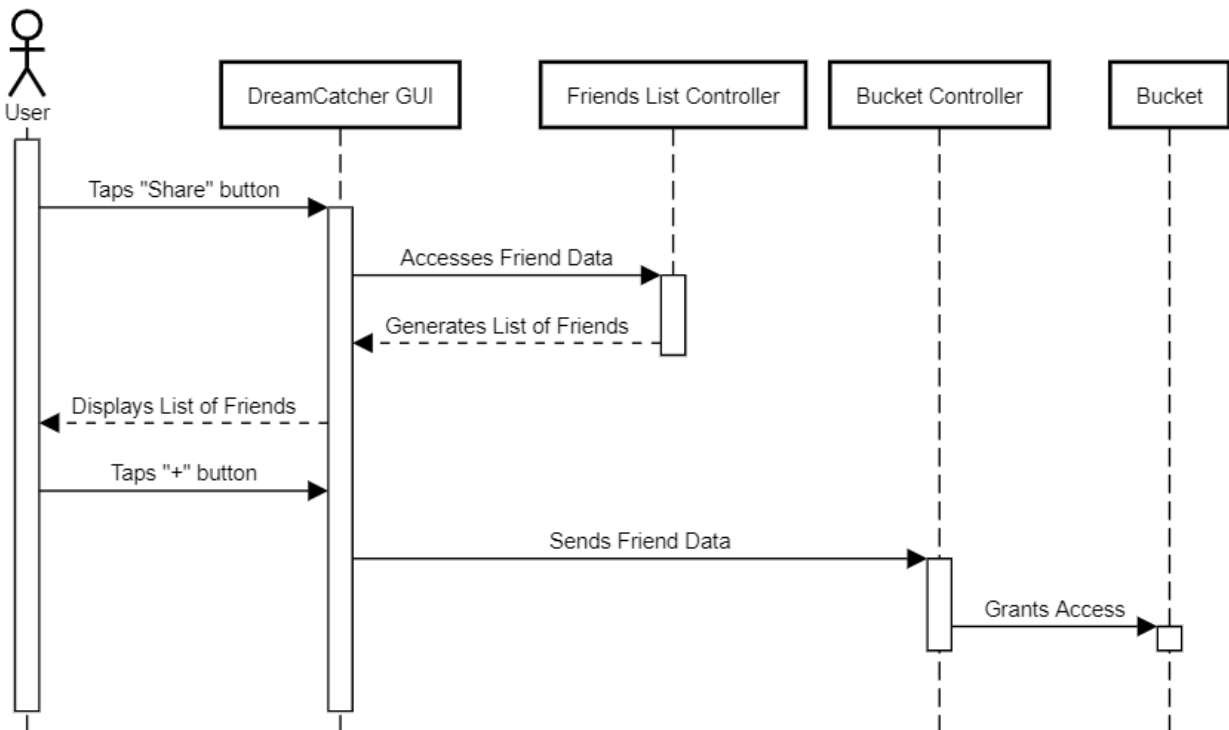 User
DreamCatcher GUI
Friends List Controller
Bucket Controller
Bucket
Taps "Share" button
Accesses Friend Data
Generates List of Friends
Displays List of Friends
Taps "+" button
Sends Friend Data
Grants Access